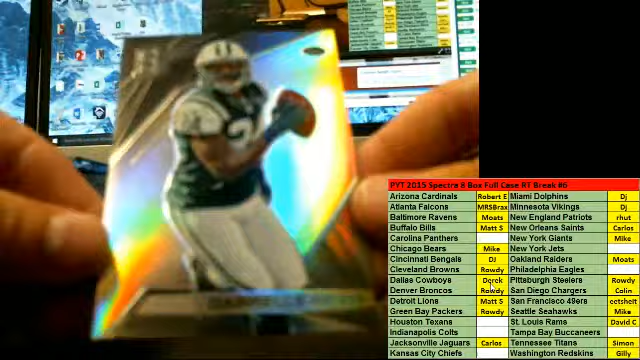 PYT 2015 Spectra 8 Box Full Case RT Break #6
Arizona Cardinals Robert E Miami Dolphins Dj
Atlanta Falcons MRSBrax Minnesota Vikings Dj
Baltimore Ravens Moats New England Patriots rhut
Buffalo Bills Matt S New Orleans Saints Carlos
Carolina Panthers New York Giants Mike
Chicago Bears Mike New York Jets
Cincinnati Bengals DJ Oakland Raiders Moats
Cleveland Browns Rowdy Philadelphia Eagles
Dallas Cowboys Derek Pittsburgh Steelers Rowdy
Denver Broncos Rowdy San Diego Chargers Colin
Detroit Lions Matt S San Francisco 49ers eetsheit
Green Bay Packers Rowdy Seattle Seahawks Mike
Houston Texans St. Louis Rams David C
Indianapolis Colts Tampa Bay Buccaneers
Jacksonville Jaguars Carlos Tennessee Titans Simon
Kansas City Chiefs Washington Redskins Gilly